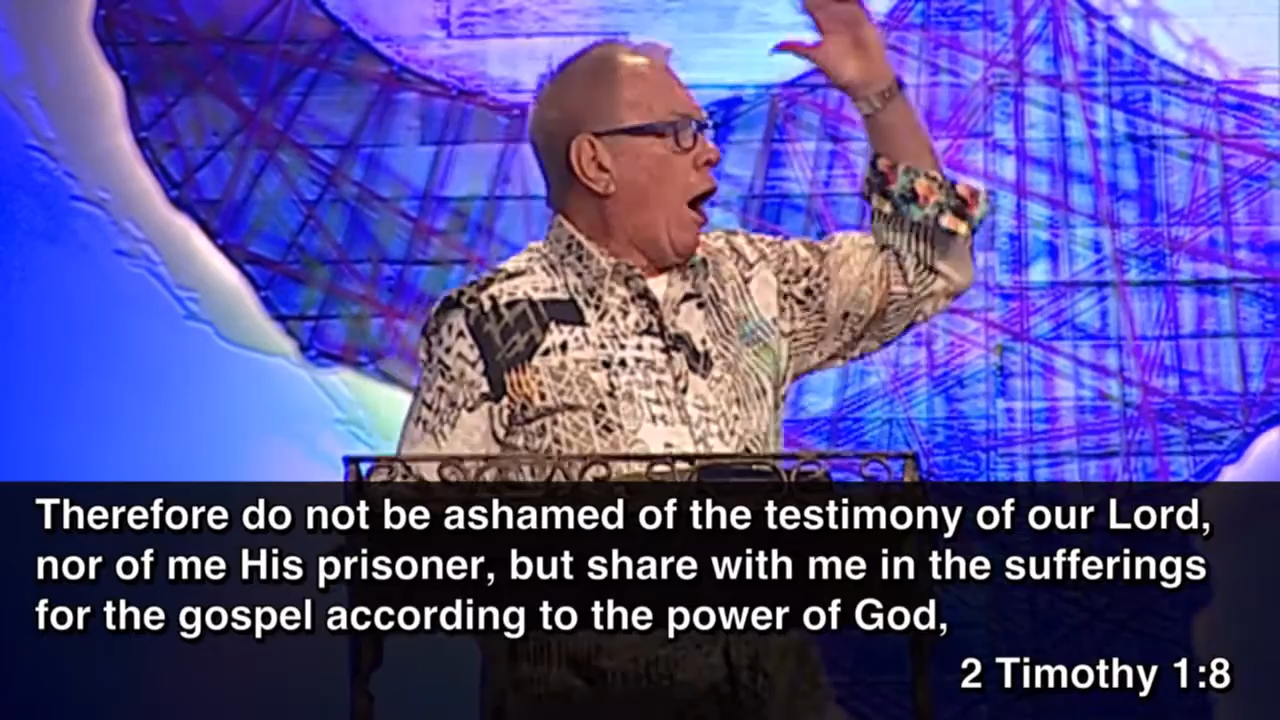 Therefore do not be ashamed of the testimony of our Lord,
nor of me His prisoner, but share with me in the sufferings
for the gospel according to the power of God,
2 Timothy 1:8